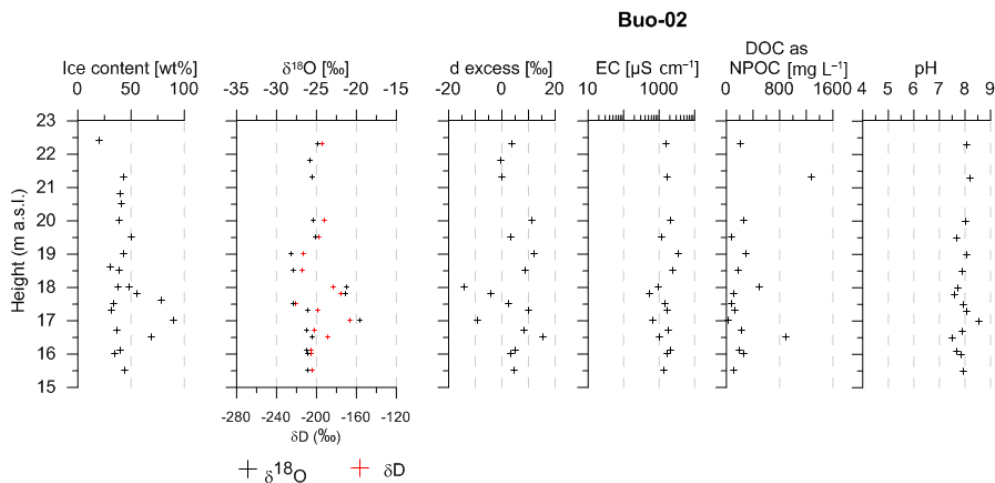 Buo-02
Ice content [wt%]
δ18O [‰]
d excess [‰]
EC [µS cm−1]
DOC as
NPOC [mg L−1]
pH
0 50 100
-35 -30 -25 -20 -15
-20 0 20
10 1000
0 800 1600
4 5 6 7 8 9
Height (m a.s.l.)
23
22
21
20
19
18
17
16
15
-280 -240 -200 -160 -120
δD (‰)
δ18O
δD